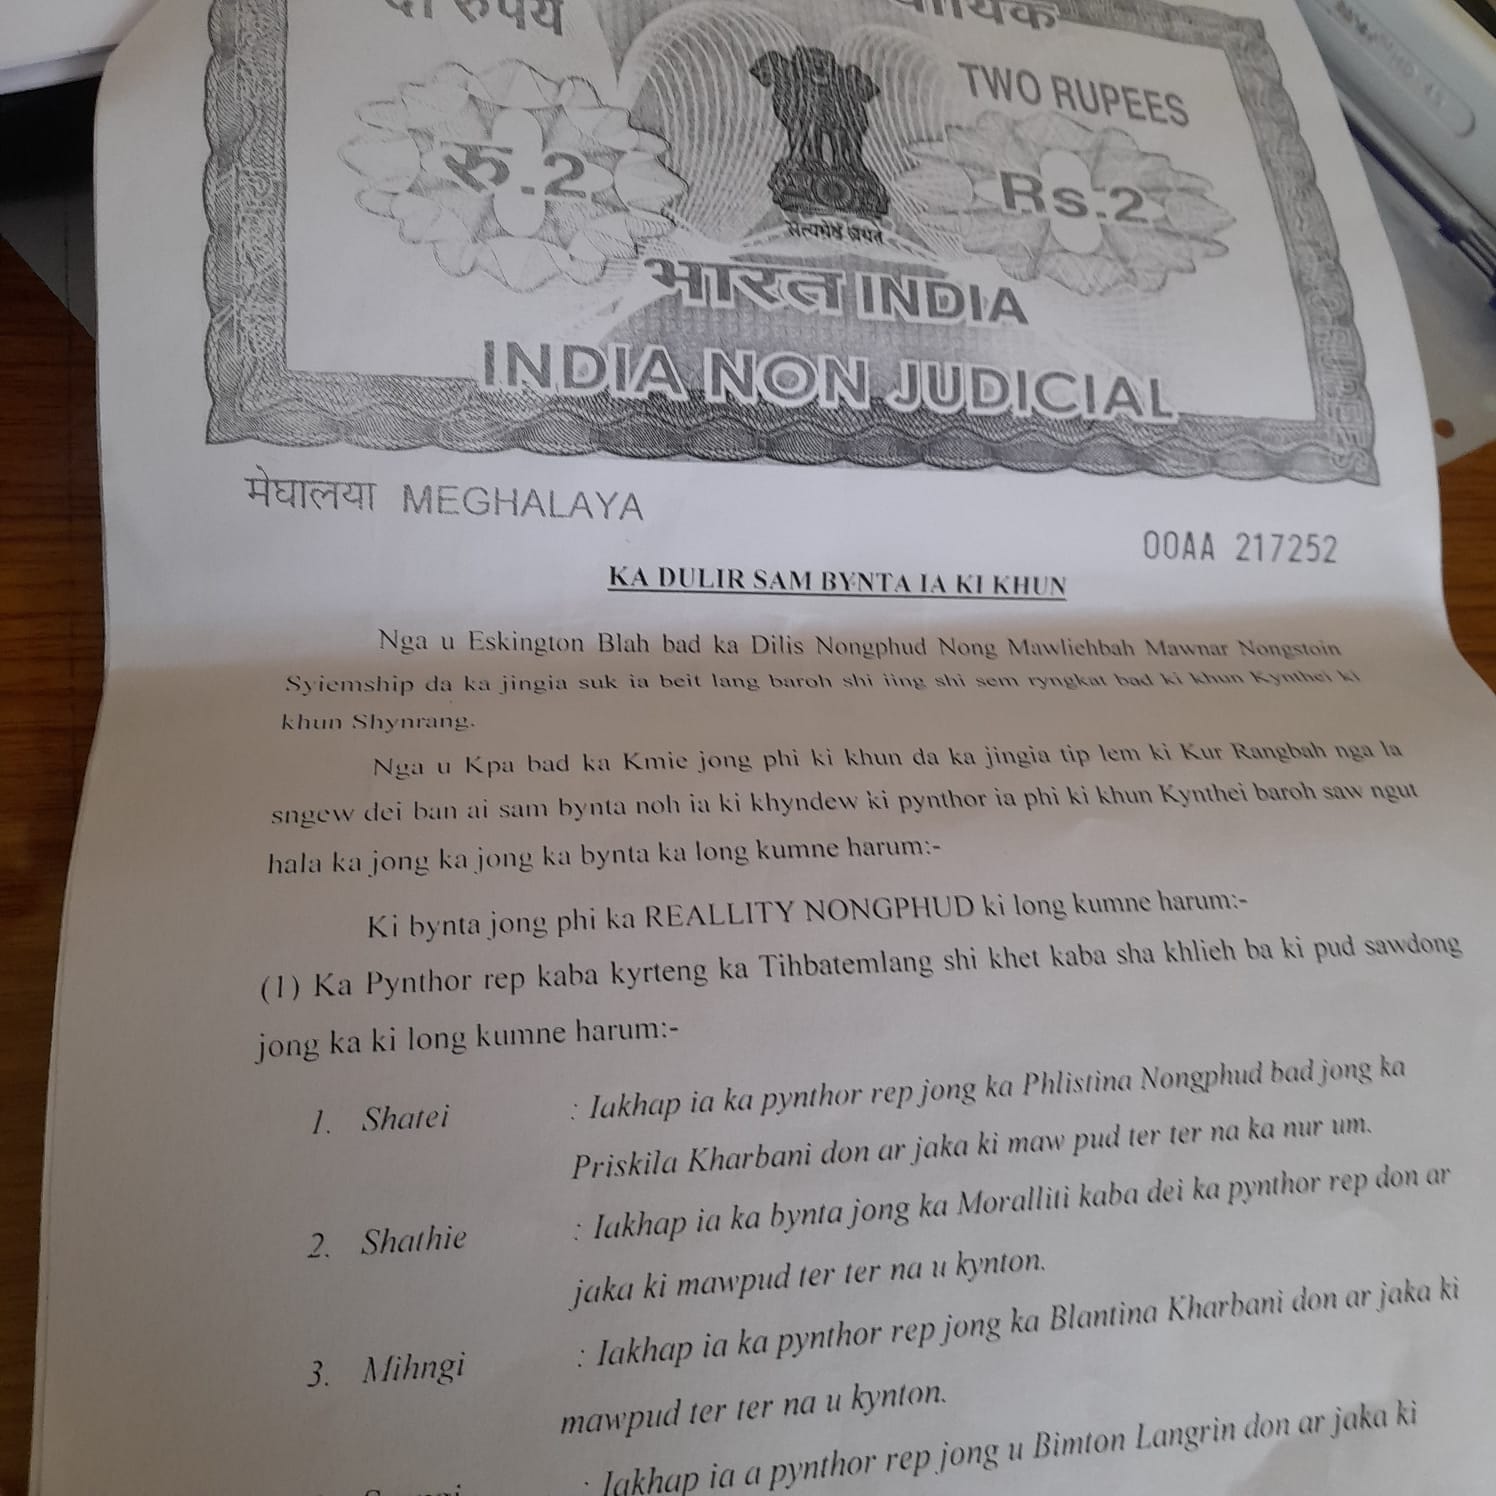 दो रुपये
TWO RUPEES
रु.2
Rs.2
सत्यमेव जयते
भारत INDIA
INDIA NON JUDICIAL
मेघालया MEGHALAYA
00AA 217252
KA DULIR SAM BYNTA IA KI KHUN
Nga u Eskington Blah bad ka Dilis Nongphud Nong Mawliehbah Mawnar Nongstoin
Syiemship da ka jingia suk ia beit lang baroh shi iing shi sem ryngkat bad ki khun Kynthei ki
khun Shynrang.
Nga u Kpa bad ka Kmie jong phi ki khun da ka jingia tip lem ki Kur Rangbah nga la
sngew dei ban ai sam bynta noh ia ki khyndew ki pynthor ia phi ki khun Kynthei baroh saw ngut
hala ka jong ka jong ka bynta ka long kumne harum:-
Ki bynta jong phi ka REALLITY NONGPHUD ki long kumne harum:-
(1) Ka Pynthor rep kaba kyrteng ka Tihbatemlang shi khet kaba sha khlieh ba ki pud sawdong
jong ka ki long kumne harum:-
1. Shatei : Iakhap ia ka pynthor rep jong ka Phlistina Nongphud bad jong ka
Priskila Kharbani don ar jaka ki maw pud ter ter na ka nur um.
2. Shathie : Iakhap ia ka bynta jong ka Moralliti kaba dei ka pynthor rep don ar
jaka ki mawpud ter ter na u kynton.
3. Mihngi : Iakhap ia ka pynthor rep jong ka Blantina Kharbani don ar jaka ki
mawpud ter ter na u kynton.
: Iakhap ia a pynthor rep jong u Bimton Langrin don ar jaka ki